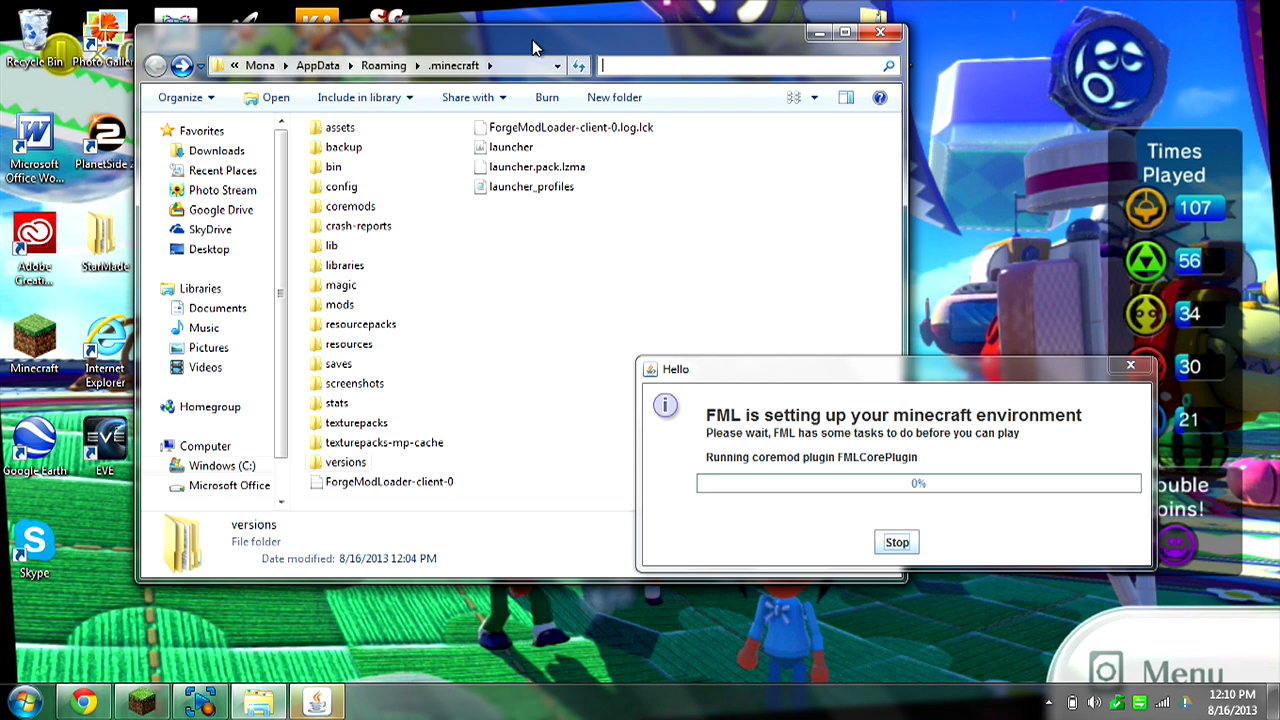 Recycle Bin
Photo Galle
Microsoft
Office Wo...
PlanetSide 2
Adobe
Creati...
StarMade
Minecraft
Internet
Explorer
Google Earth
EVE
Skype
Mona
AppData
Roaming
.minecraft
Organize
Open
Include in library
Share with
Burn
New folder
Favorites
Downloads
Recent Places
Photo Stream
Google Drive
SkyDrive
Desktop
Libraries
Documents
Music
Pictures
Videos
Homegroup
Computer
Windows (C:)
Microsoft Office
assets
backup
bin
config
coremods
crash-reports
lib
libraries
magic
mods
resourcepacks
resources
saves
screenshots
stats
texturepacks
texturepacks-mp-cache
versions
ForgeModLoader-client-0
ForgeModLoader-client-0.log.lck
launcher
launcher.pack.lzma
launcher_profiles
versions
File folder
Date modified: 8/16/2013 12:04 PM
Hello
FML is setting up your minecraft environment
Please wait, FML has some tasks to do before you can play
Running coremod plugin FMLCorePlugin
0%
Stop
Times
Played
107
56
34
30
21
ouble
ins!
Menu
12:10 PM
8/16/2013